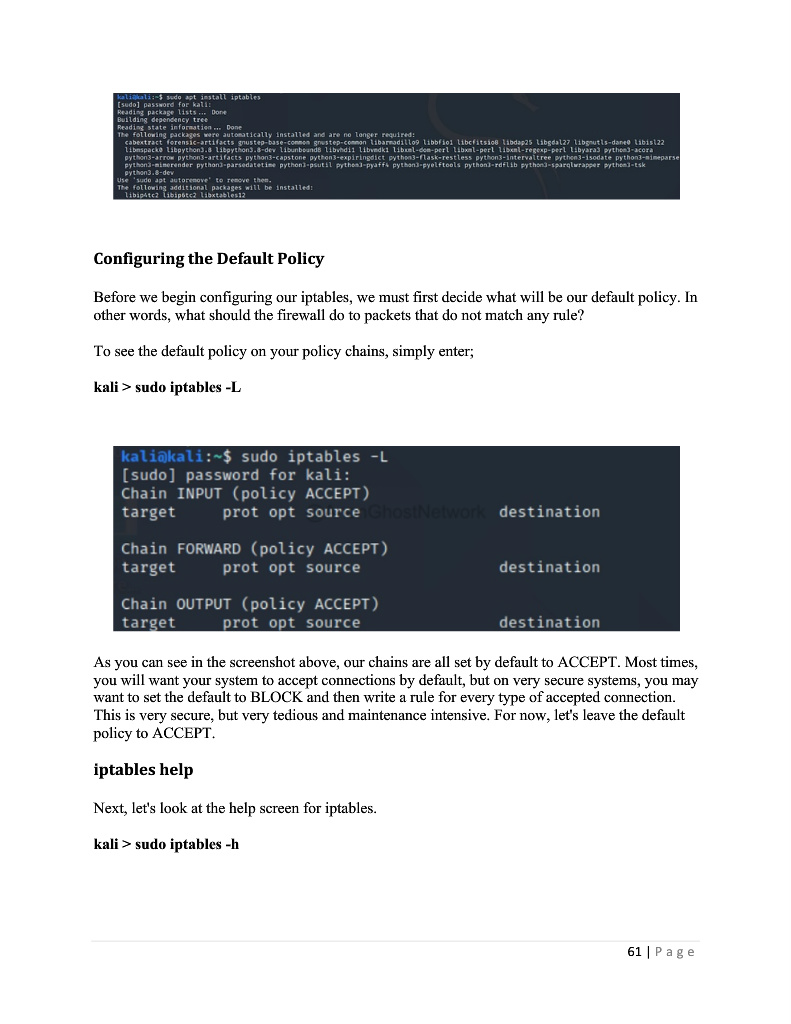 kali@kali:~$ sudo apt install iptables
[sudo] password for kali:
Reading package lists ... Done
Building dependency tree
Reading state information ... Done
The following packages were automatically installed and are no longer required:
cabextract forensic-artifacts gnustep-base-common gnustep-common libarmadillo9 libbfio1 libcfitsio8 libdap25 libgdal27 libgnutls-dane0 libisl22
libmspack0 libpython3.8 libpython3.8-dev libunbound8 libvhdi1 libvmdk1 libxml-dom-perl libxml-perl libxml-regexp-perl libyara3 python3-acora
python3-arrow python3-artifacts python3-capstone python3-expiringdict python3-flask-restless python3-intervaltree python3-isodate python3-mimeparse
python3-mimerender python3-parsedatetime python3-psutil python3-pyaff4 python3-pyelftools python3-rdflib python3-sparqlwrapper python3-tsk
python3.8-dev
Use 'sudo apt autoremove' to remove them.
The following additional packages will be installed:
libip4tc2 libip6tc2 libxtables12
Configuring the Default Policy
Before we begin configuring our iptables, we must first decide what will be our default policy. In
other words, what should the firewall do to packets that do not match any rule?
To see the default policy on your policy chains, simply enter;
kali > sudo iptables -L
kali@kali:~$ sudo iptables -L
[sudo] password for kali:
Chain INPUT (policy ACCEPT)
target prot opt source destination
Chain FORWARD (policy ACCEPT)
target prot opt source destination
Chain OUTPUT (policy ACCEPT)
target prot opt source destination
As you can see in the screenshot above, our chains are all set by default to ACCEPT. Most times,
you will want your system to accept connections by default, but on very secure systems, you may
want to set the default to BLOCK and then write a rule for every type of accepted connection.
This is very secure, but very tedious and maintenance intensive. For now, let's leave the default
policy to ACCEPT.
iptables help
Next, let's look at the help screen for iptables.
kali > sudo iptables -h
61 | Page